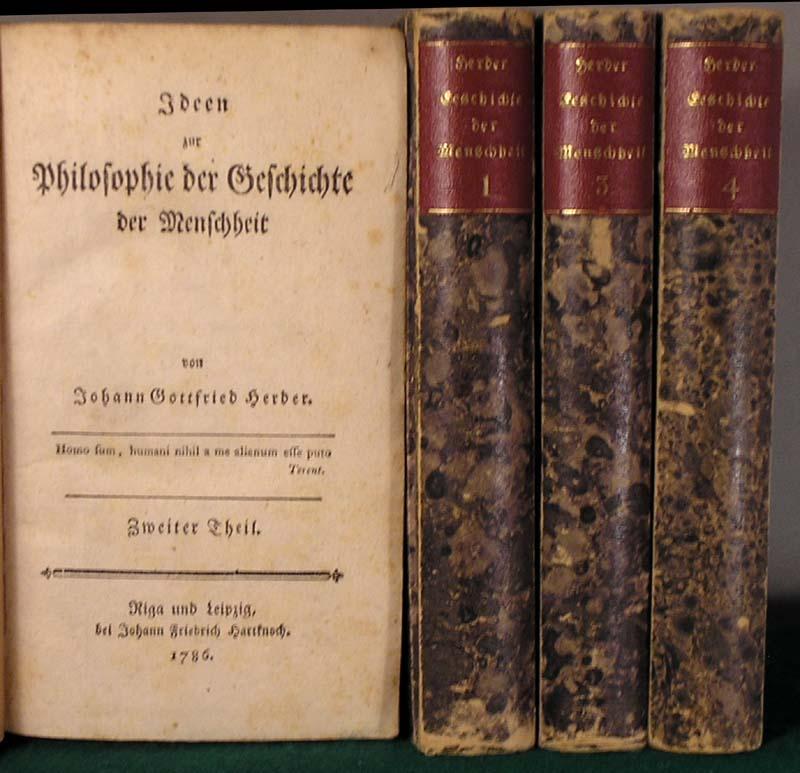 Ideen
zur
Philoſophie der Geſchichte
der Menſchheit
von
Johann Gottfried Herder.
Homo ſum, humani nihil a me alienum eſſe puto
Terent.
Zweiter Theil.
Riga und Leipzig,
bei Johann Friedrich Hartknoch.
1786.
Herder
Geschichte
der
Menschheit
1
Herder
Geschichte
der
Menschheit
3
Herder
Geschichte
der
Menschheit
4